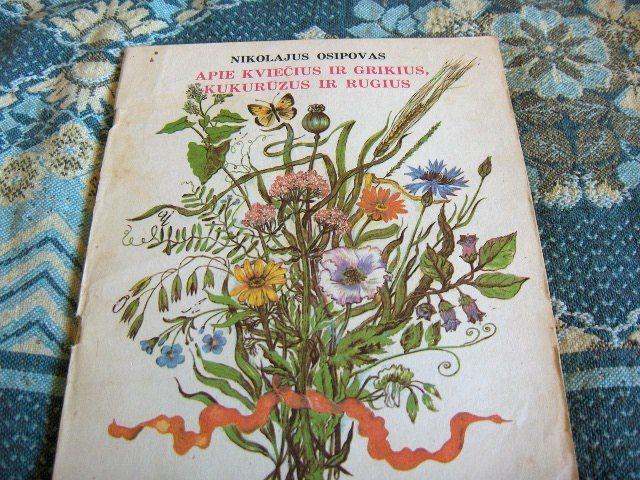 NIKOLAJUS OSIPOVAS
APIE KVIEČIUS IR GRIKIUS,
KUKURŪZUS IR RUGIUS